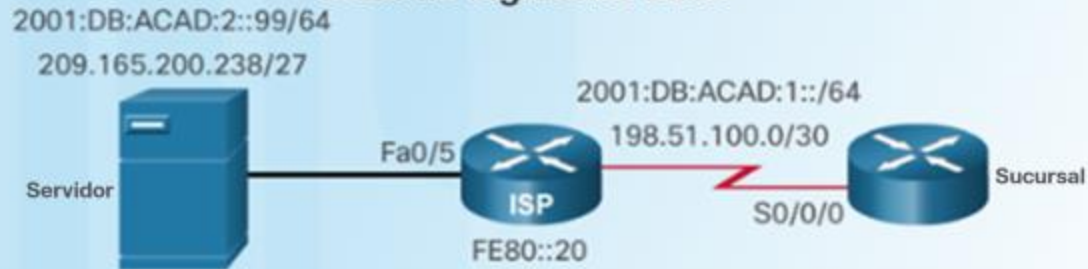 2001:DB:ACAD:2::99/64
209.165.200.238/27
2001:DB:ACAD:1::/64
198.51.100.0/30
Fa0/5
Servidor
ISP
Sucursal
S0/0/0
FE80::20